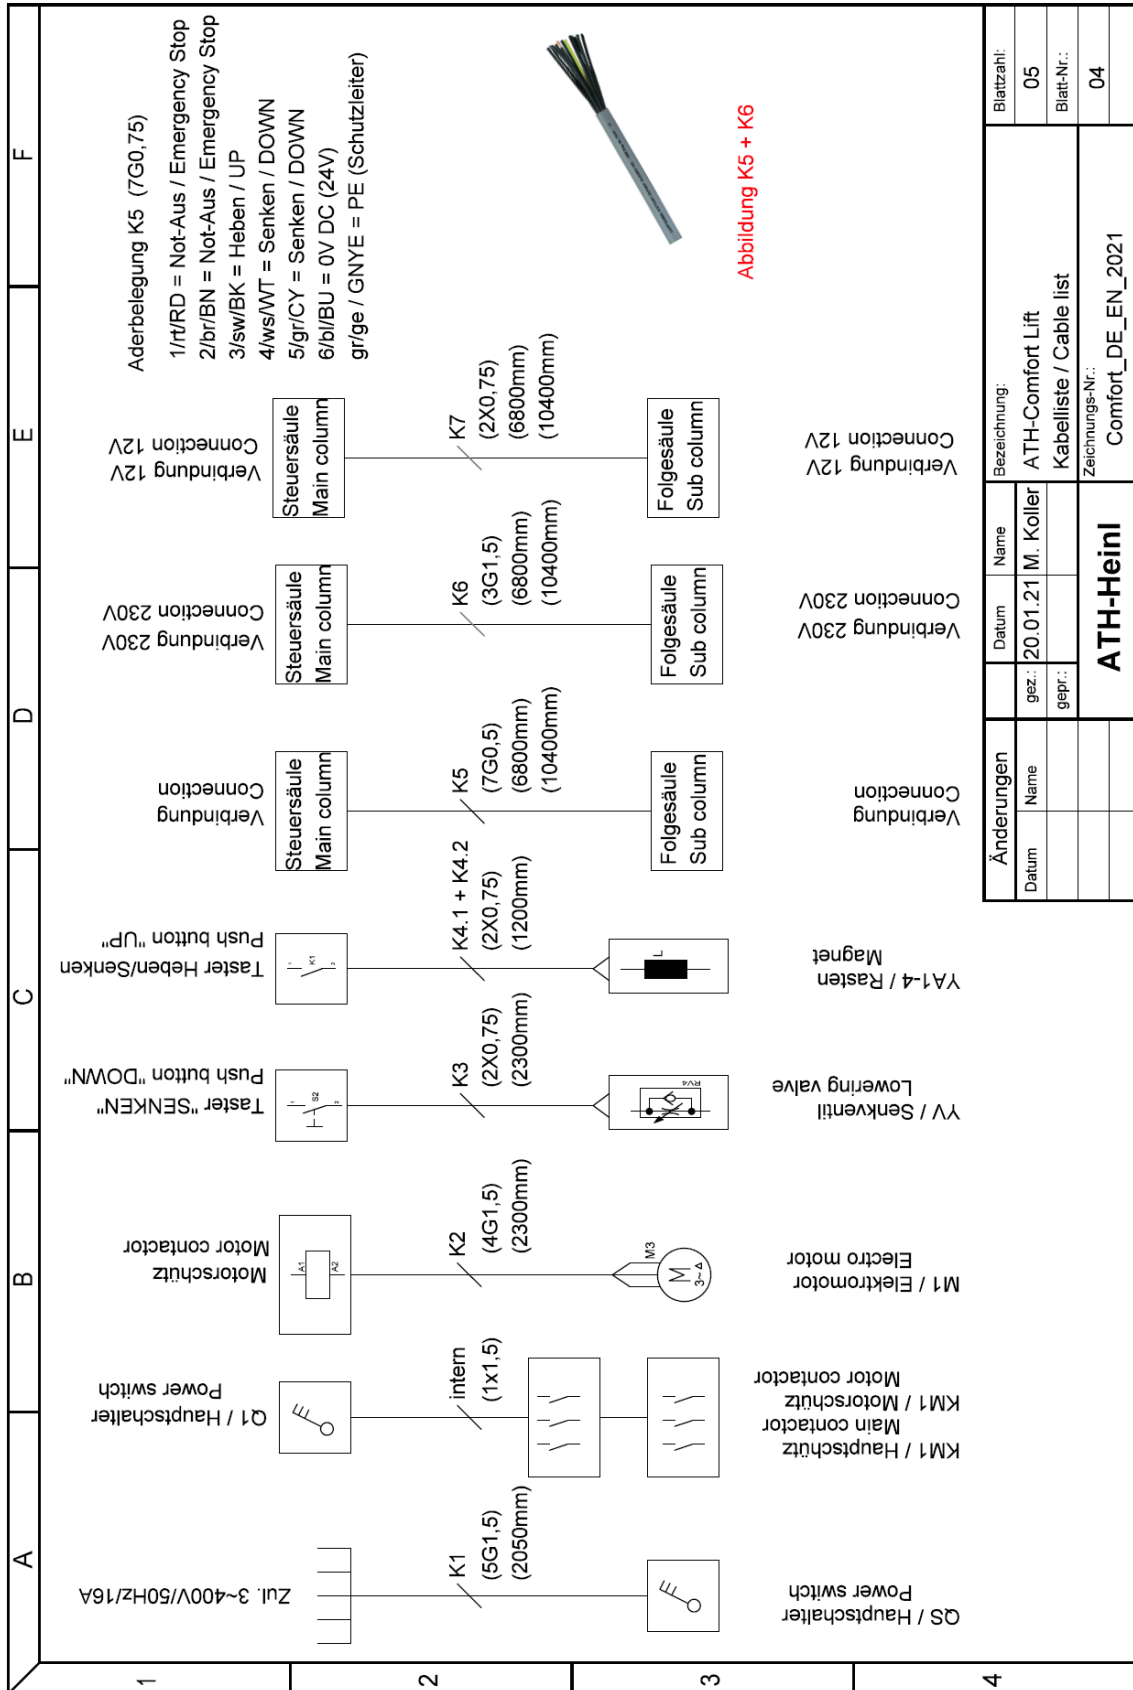 A
B
C
D
E
F
1
2
3
4
Zul. 3~400V/50Hz/16A
K1
(5G1,5)
(2050mm)
QS / Hauptschalter
Power switch
Q1 / Hauptschalter
Power switch
intern
(1x1,5)
KM1 / Hauptschütz
Main contactor
KM1 / Motorschütz
Motor contactor
Motorschütz
Motor contactor
A1
A2
K2
(4G1,5)
(2300mm)
M3
M
3~
M1 / Elektromotor
Electro motor
Taster "SENKEN"
Push button "DOWN"
1
S2
K3
(2X0,75)
(2300mm)
RV4
YV / Senkventil
Lowering valve
Taster Heben/Senken
Push button "UP"
1
K1
2
K4.1 + K4.2
(2X0,75)
(1200mm)
L
YA1-4 / Rasten
Magnet
Verbindung
Connection
Steuersäule
Main column
K5
(7G0,5)
(6800mm)
(10400mm)
Folgesäule
Sub column
Verbindung
Connection
Verbindung 230V
Connection 230V
Steuersäule
Main column
K6
(3G1,5)
(6800mm)
(10400mm)
Folgesäule
Sub column
Verbindung 230V
Connection 230V
Verbindung 12V
Connection 12V
Steuersäule
Main column
K7
(2X0,75)
(6800mm)
(10400mm)
Folgesäule
Sub column
Verbindung 12V
Connection 12V
Aderbelegung K5 (7G0,75)
1/rt/RD = Not-Aus / Emergency Stop
2/br/BN = Not-Aus / Emergency Stop
3/sw/BK = Heben / UP
4/ws/WT = Senken / DOWN
5/gr/CY = Senken / DOWN
6/bl/BU = 0V DC (24V)
gr/ge / GNYE = PE (Schutzleiter)
Abbildung K5 + K6
Änderungen
Datum Name
Datum Name
gez.: 20.01.21 M. Koller
gepr.:
ATH-Heinl
Bezeichnung:
ATH-Comfort Lift
Kabelliste / Cable list
Zeichnungs-Nr.:
Comfort_DE_EN_2021
Blattzahl:
05
Blatt-Nr.:
04